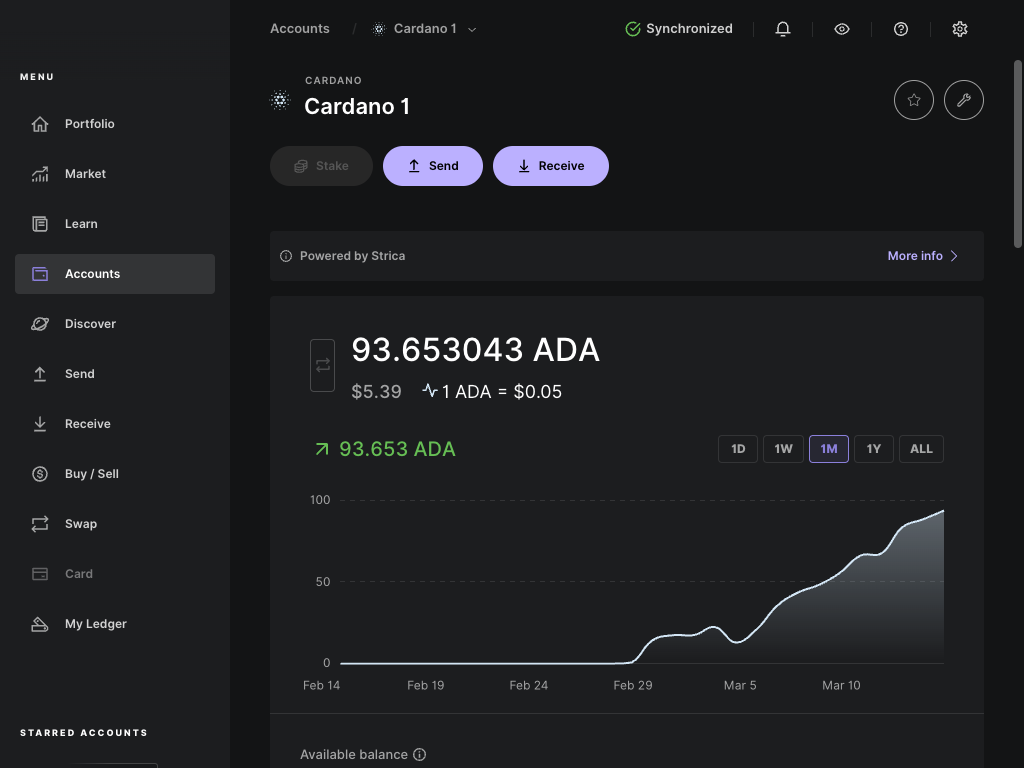 Accounts / Cardano 1
Synchronized
MENU
Portfolio
Market
Learn
Accounts
Discover
Send
Receive
Buy / Sell
Swap
Card
My Ledger
STARRED ACCOUNTS
CARDANO
Cardano 1
Stake
Send
Receive
Powered by Strica
More info
93.653043 ADA
$5.39
1 ADA = $0.05
93.653 ADA
1D
1W
1M
1Y
ALL
100
50
0
Feb 14
Feb 19
Feb 24
Feb 29
Mar 5
Mar 10
Available balance